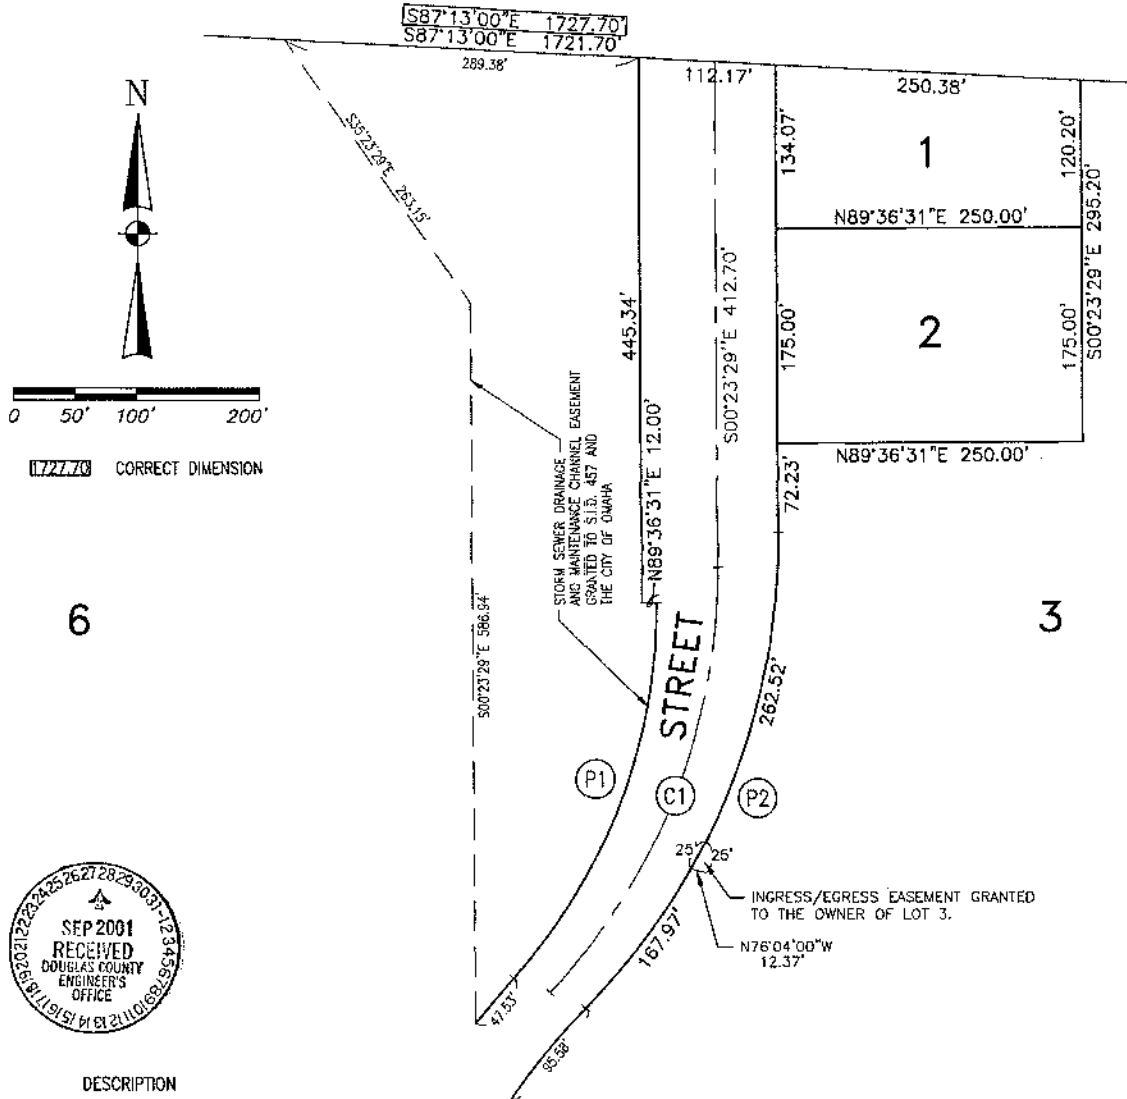 S87°13'00"E 1727.70'
S87°13'00"E 1721.70'
289.38'
112.17'
250.38'
N
S35°23'29"E 263.15'
134.07'
1
120.20'
N89°36'31"E 250.00'
S00°23'29"E 295.20'
445.34'
S00°23'29"E 412.70'
175.00'
2
175.00'
0 50' 100' 200'
1727.70 CORRECT DIMENSION
N89°36'31"E 250.00'
72.23'
N89°36'31"E 12.00'
STORM SEWER DRAINAGE
AND MAINTENANCE CHANNEL EASEMENT
GRANTED TO S.I.D. 457 AND
THE CITY OF OMAHA
6
S00°23'29"E 586.94'
STREET
3
262.52'
P1
C1
P2
25' 25'
INGRESS/EGRESS EASEMENT GRANTED
TO THE OWNER OF LOT 3.
N76°04'00"W
12.37'
167.97'
47.53'
95.58'
SEP 2001
RECEIVED
DOUGLAS COUNTY
ENGINEER'S
OFFICE
DESCRIPTION